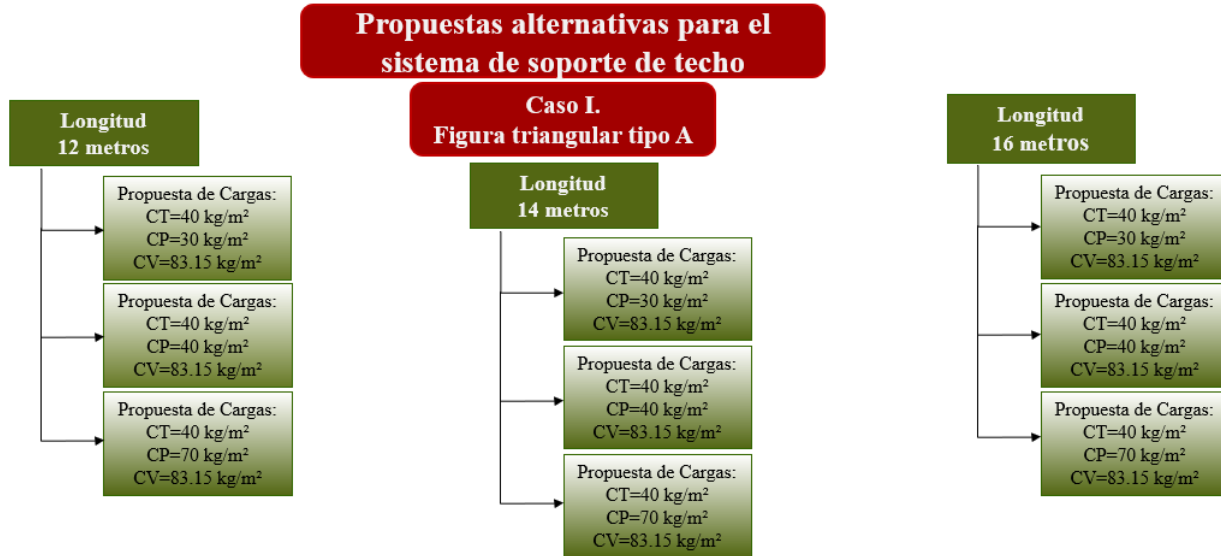 Propuestas alternativas para el
sistema de soporte de techo
Caso I.
Figura triangular tipo A
Longitud
12 metros
Propuesta de Cargas:
CT=40 kg/m²
CP=30 kg/m²
CV=83.15 kg/m²
Propuesta de Cargas:
CT=40 kg/m²
CP=40 kg/m²
CV=83.15 kg/m²
Propuesta de Cargas:
CT=40 kg/m²
CP=70 kg/m²
CV=83.15 kg/m²
Longitud
14 metros
Propuesta de Cargas:
CT=40 kg/m²
CP=30 kg/m²
CV=83.15 kg/m²
Propuesta de Cargas:
CT=40 kg/m²
CP=40 kg/m²
CV=83.15 kg/m²
Propuesta de Cargas:
CT=40 kg/m²
CP=70 kg/m²
CV=83.15 kg/m²
Longitud
16 metros
Propuesta de Cargas:
CT=40 kg/m²
CP=30 kg/m²
CV=83.15 kg/m²
Propuesta de Cargas:
CT=40 kg/m²
CP=40 kg/m²
CV=83.15 kg/m²
Propuesta de Cargas:
CT=40 kg/m²
CP=70 kg/m²
CV=83.15 kg/m²